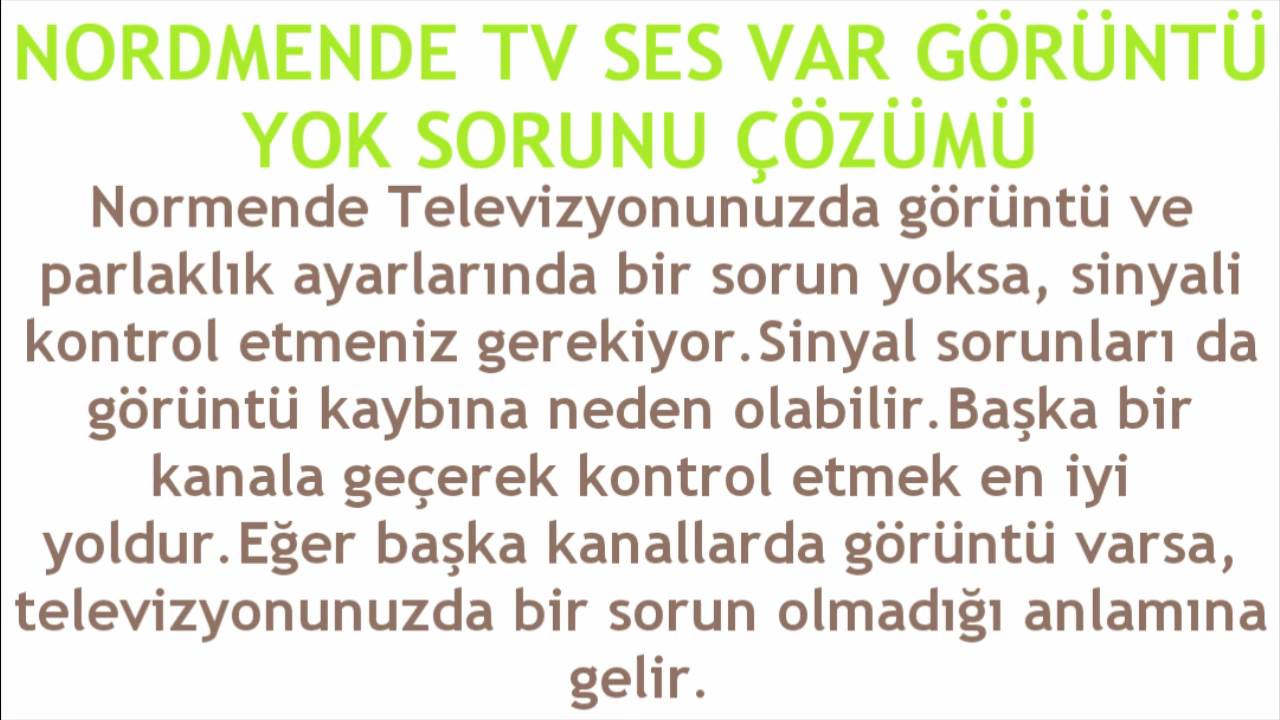 NORDMENDE TV SES VAR GÖRÜNTÜ
YOK SORUNU ÇÖZÜMÜ
Normende Televizyonunuzda görüntü ve
parlaklık ayarlarında bir sorun yoksa, sinyali
kontrol etmeniz gerekiyor.Sinyal sorunları da
görüntü kaybına neden olabilir.Başka bir
kanala geçerek kontrol etmek en iyi
yoldur.Eğer başka kanallarda görüntü varsa,
televizyonunuzda bir sorun olmadığı anlamına
gelir.